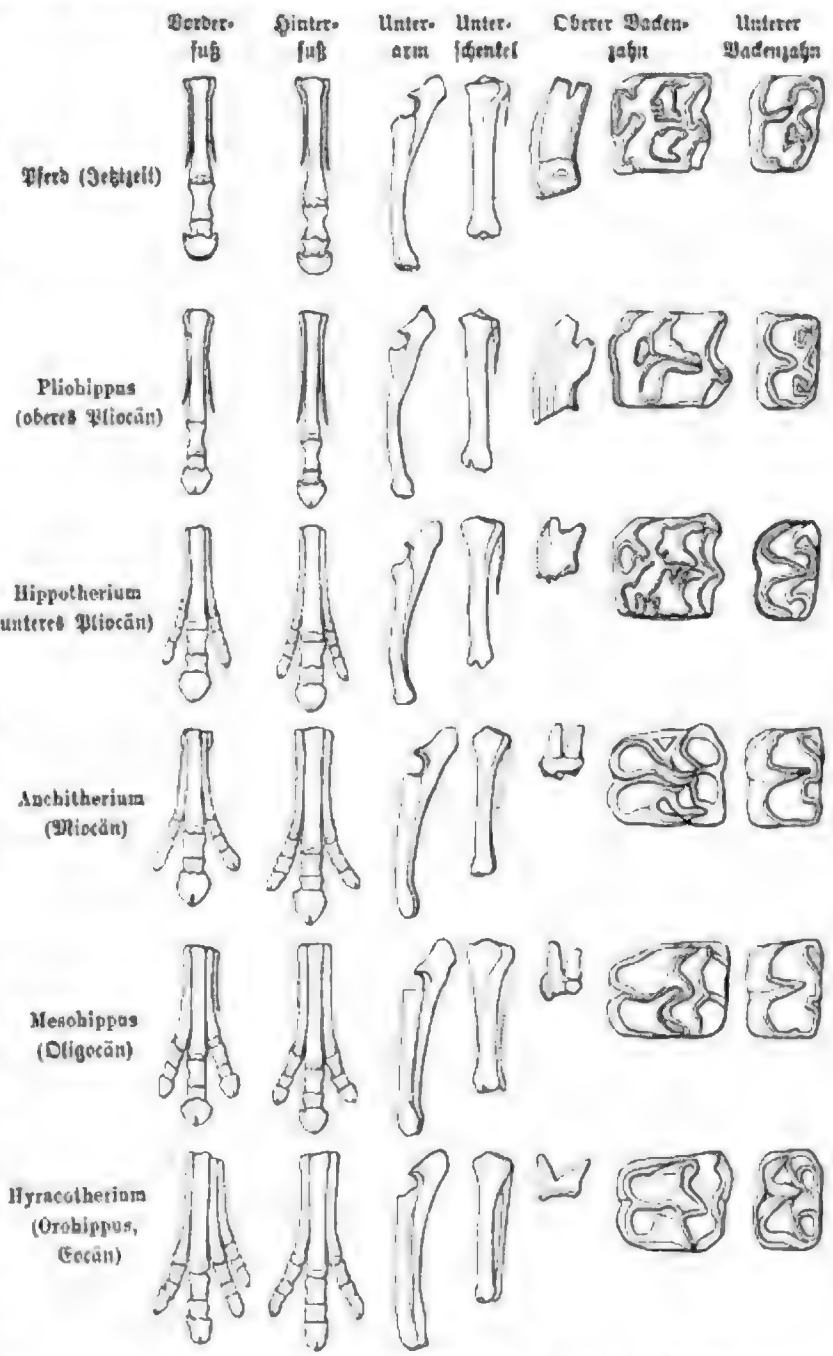 Vorder-
fuß
Hinter-
fuß
Unter-
arm
Unter-
schenkel
Oberer Backen-
zahn
Unterer
Backenzahn
Pferd (Jetztzeit)
Pliohippus
(oberes Pliocän)
Hippotherium
unteres Pliocän)
Anchitherium
(Miocän)
Mesohippus
(Oligocän)
Hyracotherium
(Orohippus,
Eocän)